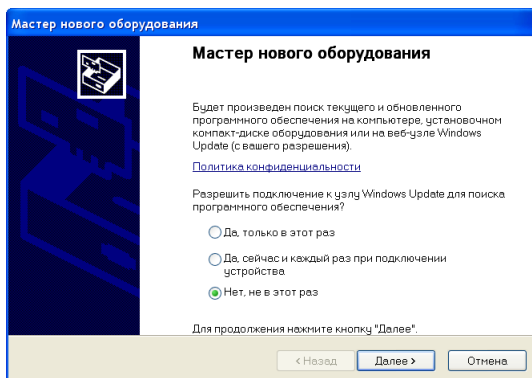 Мастер нового оборудования
Мастер нового оборудования
Будет произведен поиск текущего и обновленного
программного обеспечения на компьютере, установочном
компакт-диске оборудования или на веб-узле Windows
Update (с вашего разрешения).
Политика конфиденциальности
Разрешить подключение к узлу Windows Update для поиска
программного обеспечения?
Да, только в этот раз
Да, сейчас и каждый раз при подключении
устройства
Нет, не в этот раз
Для продолжения нажмите кнопку "Далее".
< Назад
Далее >
Отмена